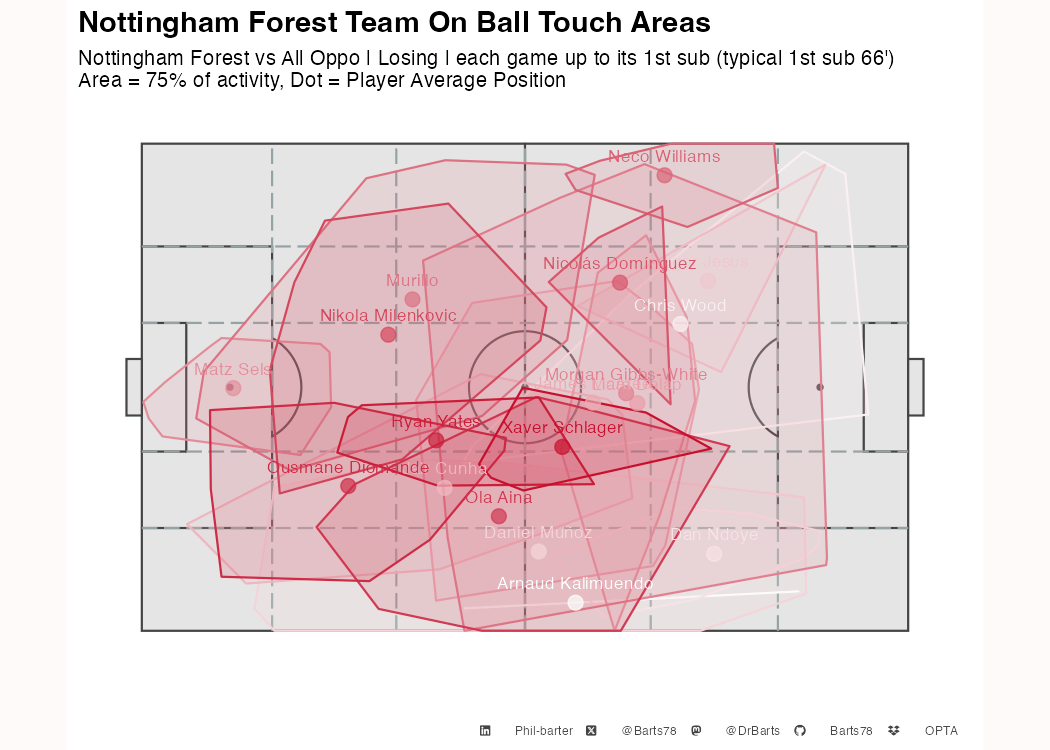 Nottingham Forest Team On Ball Touch Areas
Nottingham Forest vs All Oppo | Losing | each game up to its 1st sub (typical 1st sub 66')
Area = 75% of activity, Dot = Player Average Position
Neco Williams
Nicolás Domínguez
Jesus
Murillo
Chris Wood
Nikola Milenkovic
Matz Sels
Morgan Gibbs-White
James
Ryan Yates
Xaver Schlager
Ousmane Diomande
Cunha
Ola Aina
Daniel Muñoz
Dan Ndoye
Arnaud Kalimuendo
Phil-barter @Barts78 @DrBarts Barts78 OPTA